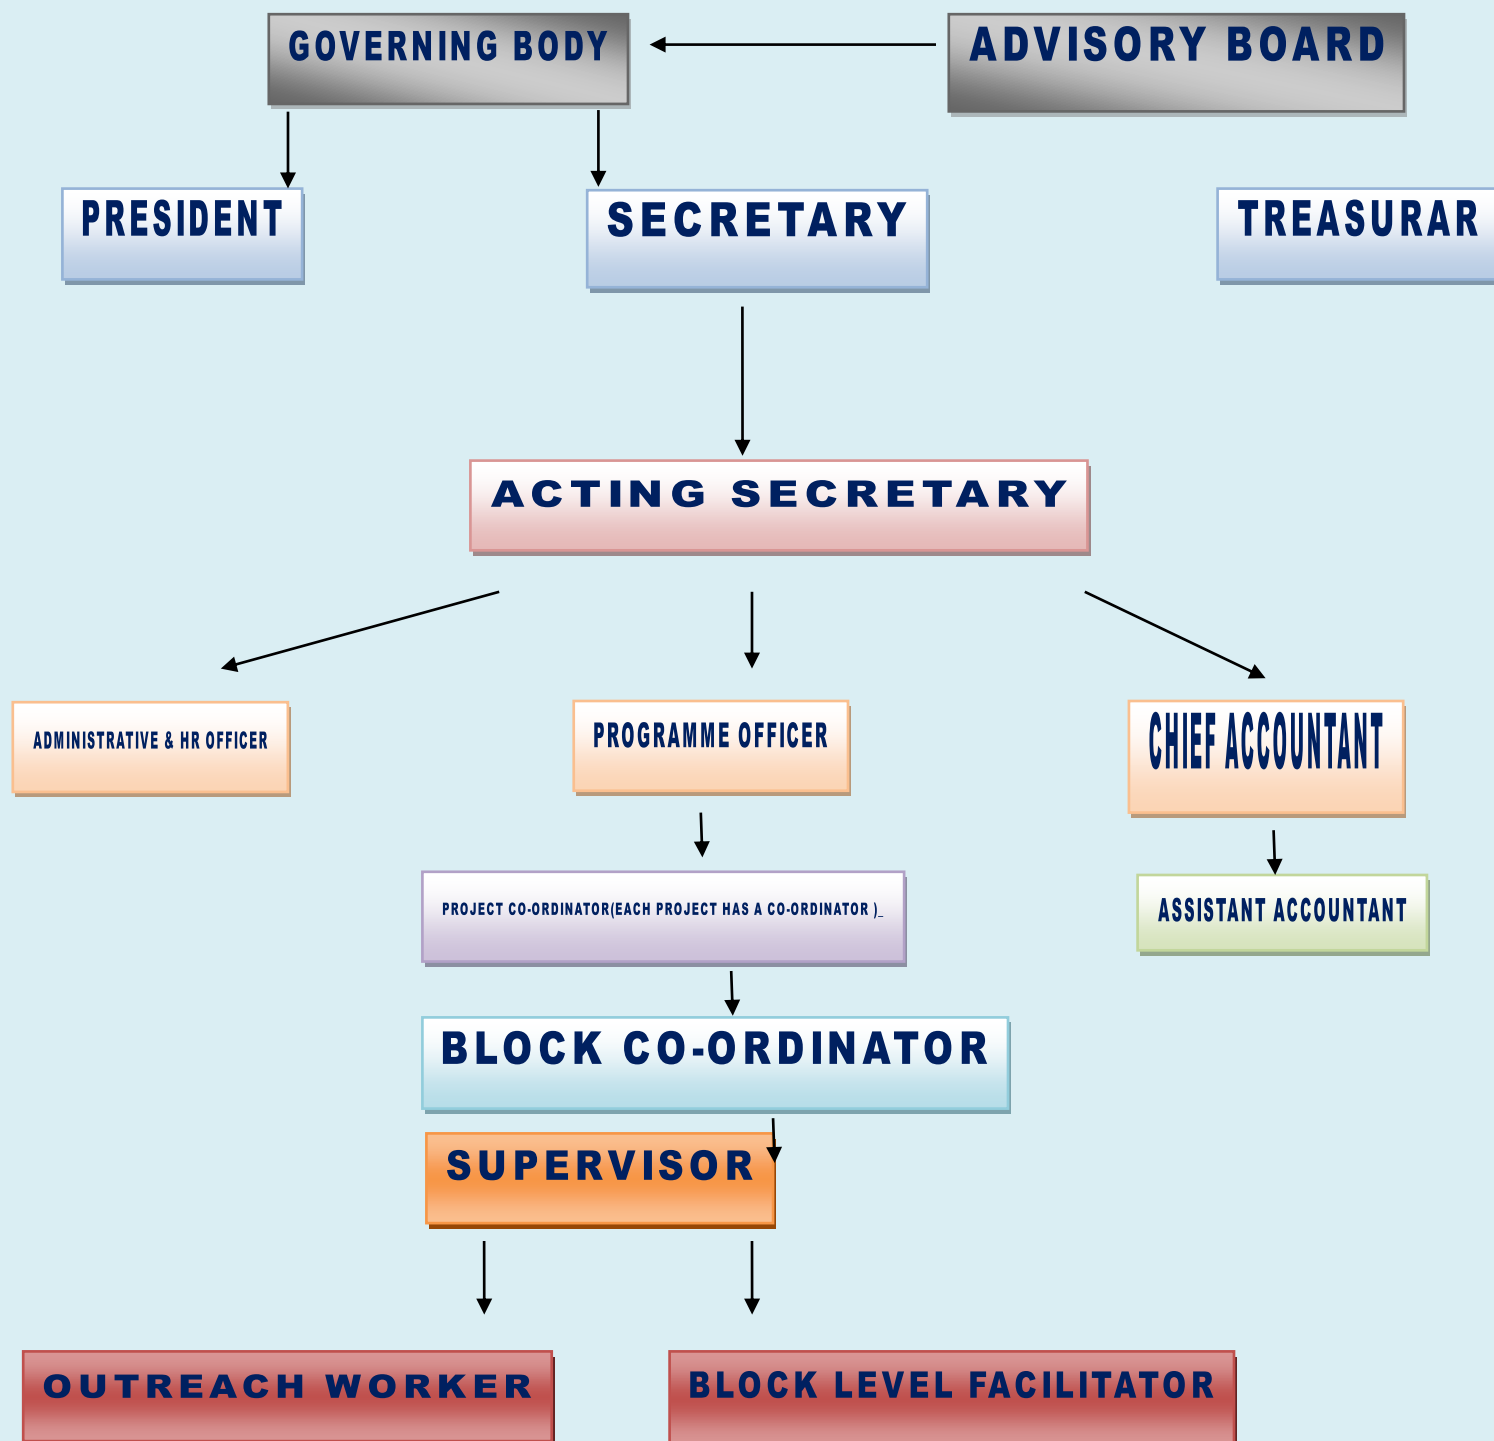 GOVERNING BODY
ADVISORY BOARD
PRESIDENT
SECRETARY
TREASURAR
ACTING SECRETARY
ADMINISTRATIVE & HR OFFICER
PROGRAMME OFFICER
CHIEF ACCOUNTANT
PROJECT CO-ORDINATOR(EACH PROJECT HAS A CO-ORDINATOR )_
ASSISTANT ACCOUNTANT
BLOCK CO-ORDINATOR
SUPERVISOR
OUTREACH WORKER
BLOCK LEVEL FACILITATOR